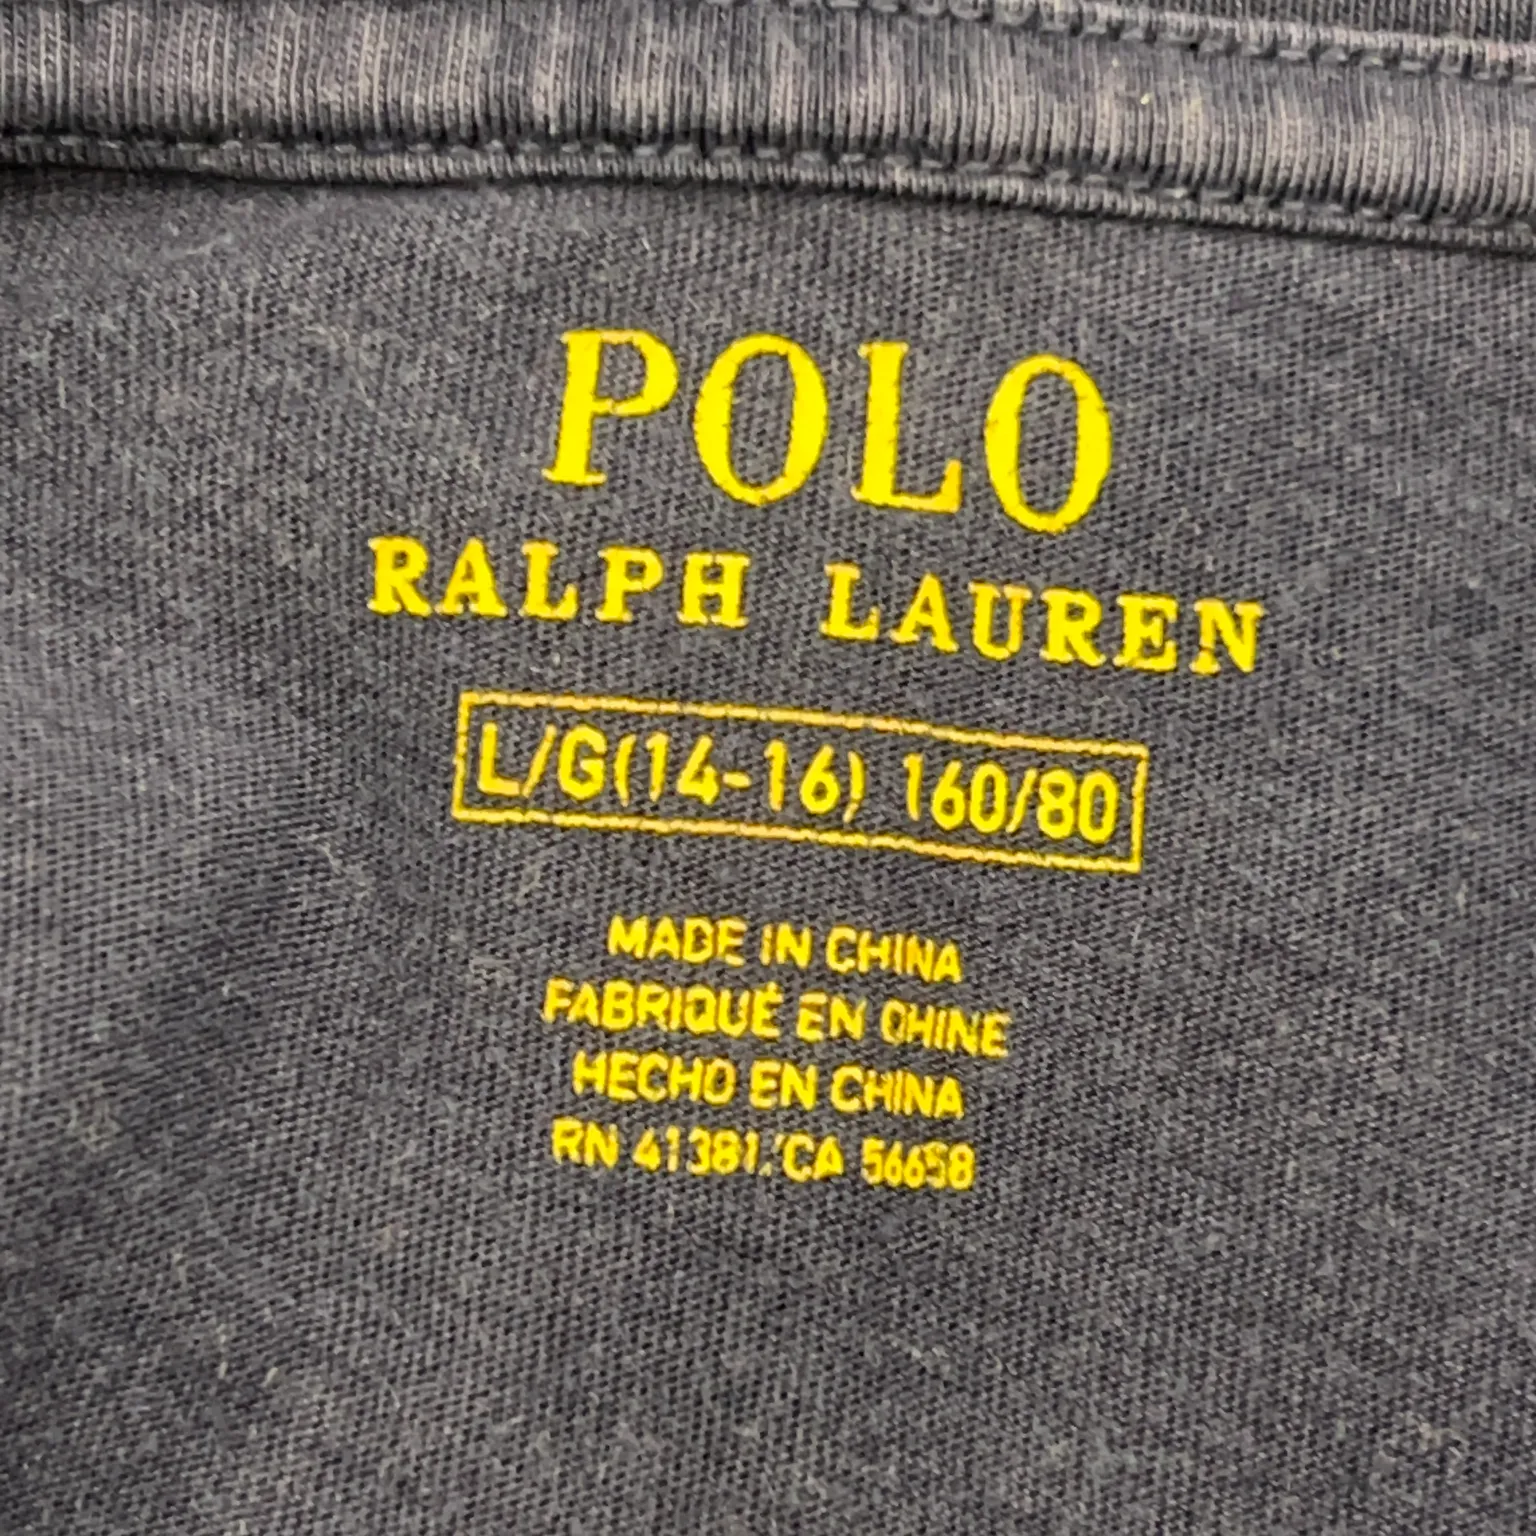 POLO
RALPH LAUREN
L/G(14-16) 160/80
MADE IN CHINA
FABRIQUÉ EN CHINE
HECHO EN CHINA
RN 41381/CA 56658